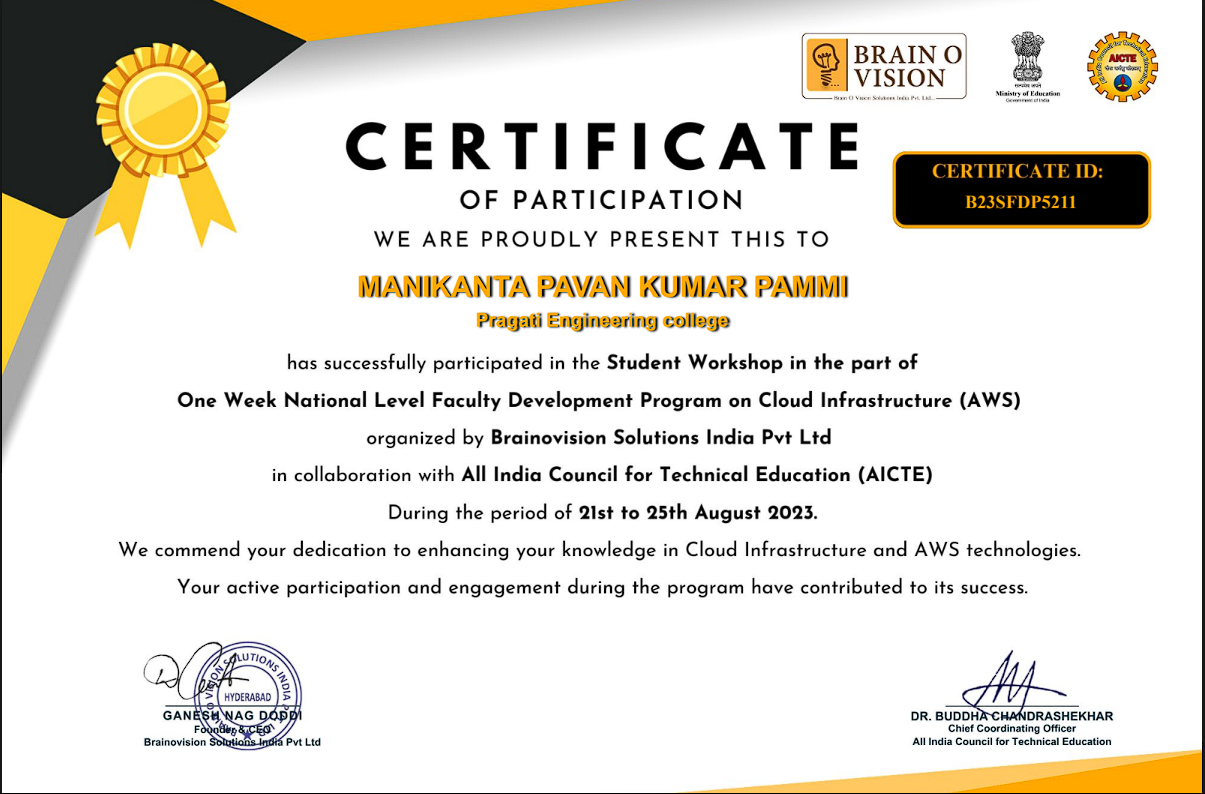 BRAIN O
VISION
Brain O Vision Solutions India Pvt. Ltd..
सत्यमेव जयते
Ministry of Education
Government of India
AICTE
CERTIFICATE
OF PARTICIPATION
CERTIFICATE ID:
B23SFDP5211
WE ARE PROUDLY PRESENT THIS TO
MANIKANTA PAVAN KUMAR PAMMI
Pragati Engineering college
has successfully participated in the Student Workshop in the part of
One Week National Level Faculty Development Program on Cloud Infrastructure (AWS)
organized by Brainovision Solutions India Pvt Ltd
in collaboration with All India Council for Technical Education (AICTE)
During the period of 21st to 25th August 2023.
We commend your dedication to enhancing your knowledge in Cloud Infrastructure and AWS technologies.
Your active participation and engagement during the program have contributed to its success.
VISION SOLUTIONS INDIA
HYDERABAD
GANESH NAG DODDI
Founder & CEO
Brainovision Solutions India Pvt Ltd
DR. BUDDHA CHANDRASHEKHAR
Chief Coordinating Officer
All India Council for Technical Education